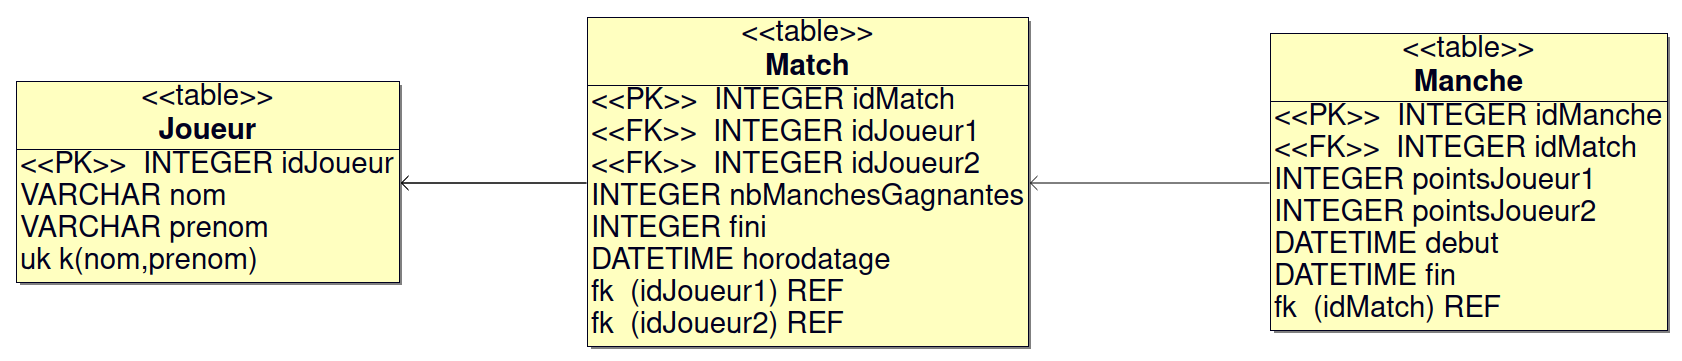 <<table>>
Joueur
<<PK>> INTEGER idJoueur
VARCHAR nom
VARCHAR prenom
uk k(nom,prenom)
<<table>>
Match
<<PK>> INTEGER idMatch
<<FK>> INTEGER idJoueur1
<<FK>> INTEGER idJoueur2
INTEGER nbManchesGagnantes
INTEGER fini
DATETIME horodatage
fk (idJoueur1) REF
fk (idJoueur2) REF
<<table>>
Manche
<<PK>> INTEGER idManche
<<FK>> INTEGER idMatch
INTEGER pointsJoueur1
INTEGER pointsJoueur2
DATETIME debut
DATETIME fin
fk (idMatch) REF